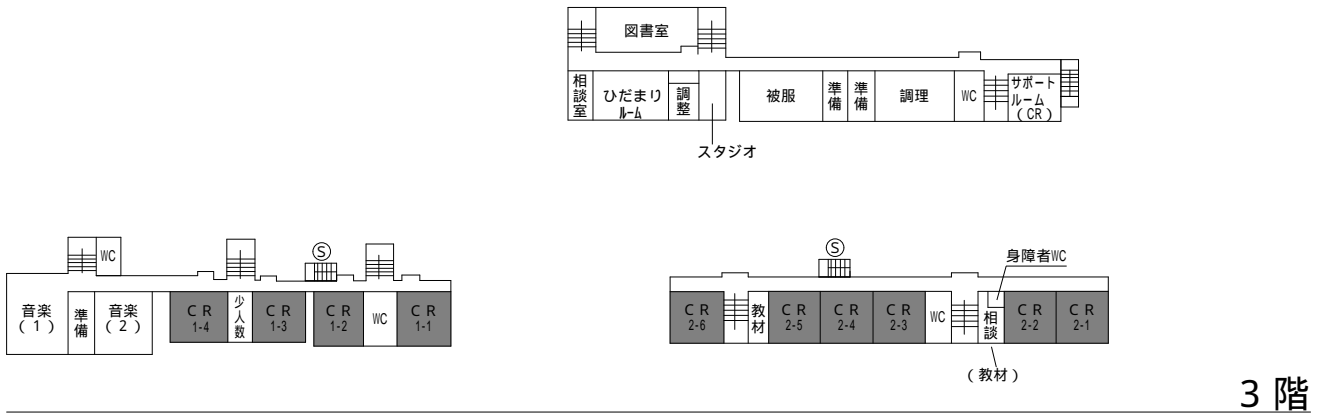 図書室
相談室
ひだまり
ルーム
調整
スタジオ
被服
準備
準備
調理
WC
サポート
ルーム
(CR)
WC
S
音楽
(1)
準備
音楽
(2)
CR
1-4
少人数
CR
1-3
CR
1-2
WC
CR
1-1
S
身障者WC
CR
2-6
教材
CR
2-5
CR
2-4
CR
2-3
WC
相談
CR
2-2
CR
2-1
(教材)
3 階